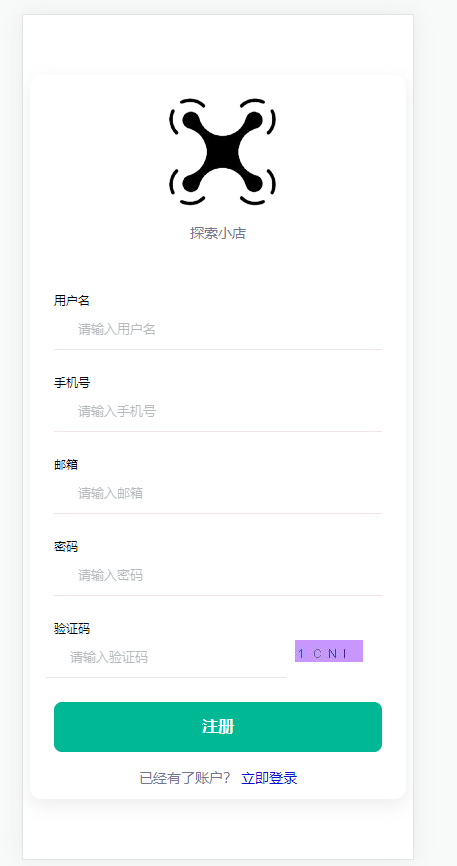 探索小店
用户名
请输入用户名
手机号
请输入手机号
邮箱
请输入邮箱
密码
请输入密码
验证码
请输入验证码
1 C N I
注册
已经有了账户? 立即登录